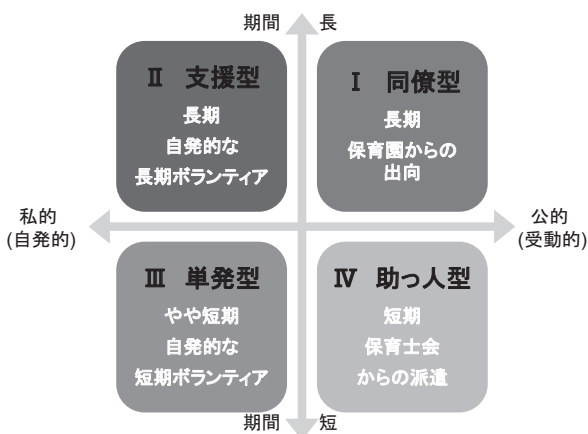 期間 長
Ⅱ 支援型
長期
自発的な
長期ボランティア
Ⅰ 同僚型
長期
保育園からの
出向
私的
(自発的)
公的
(受動的)
Ⅲ 単発型
やや短期
自発的な
短期ボランティア
Ⅳ 助っ人型
短期
保育士会
からの派遣
期間 短